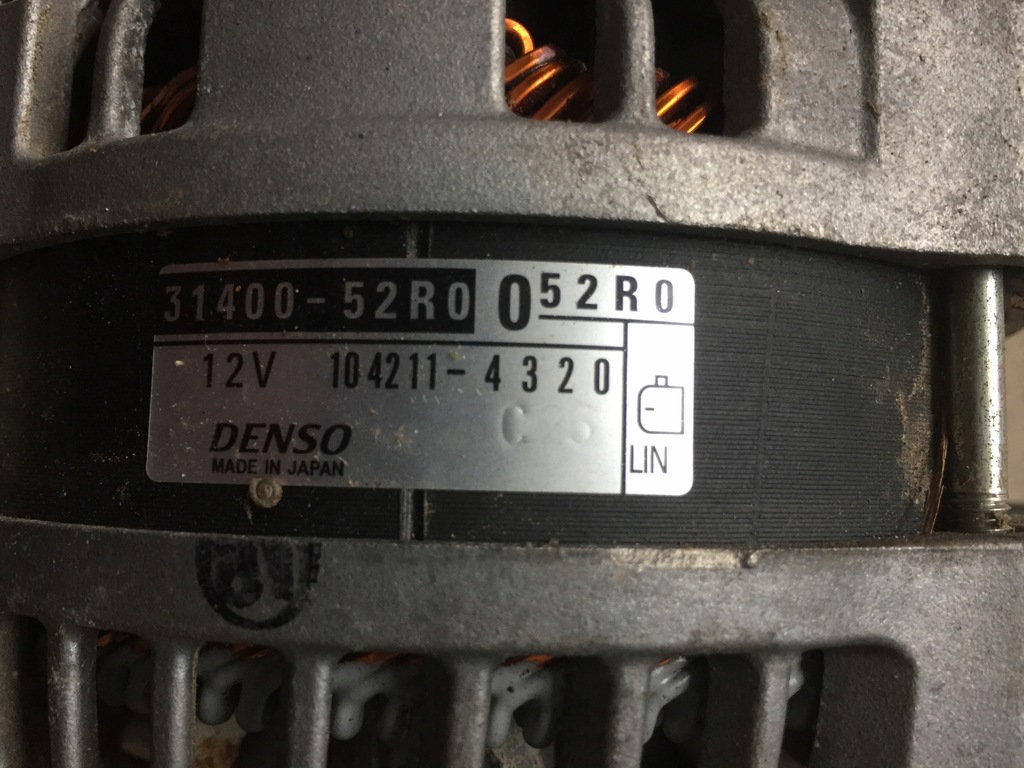 31400-52R0 052R0
12V 104211-4320
DENSO
MADE IN JAPAN
LIN